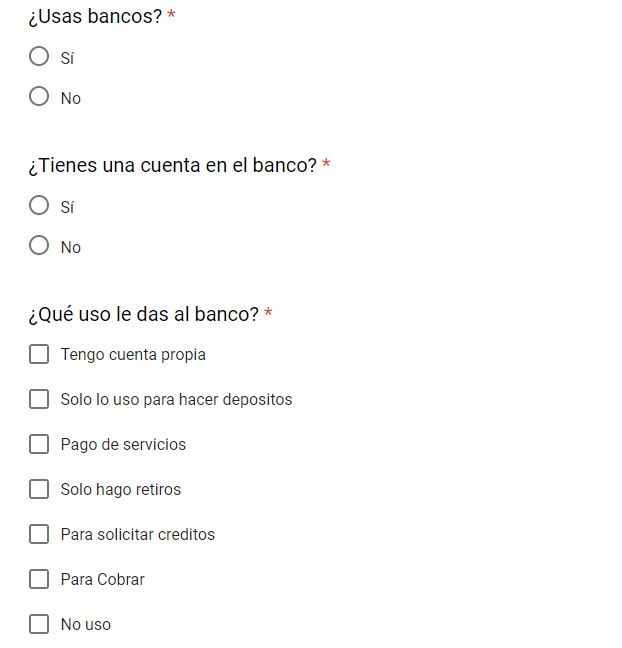 ¿Usas bancos? *
Sí
No
¿Tienes una cuenta en el banco? *
Sí
No
¿Qué uso le das al banco? *
Tengo cuenta propia
Solo lo uso para hacer depositos
Pago de servicios
Solo hago retiros
Para solicitar creditos
Para Cobrar
No uso